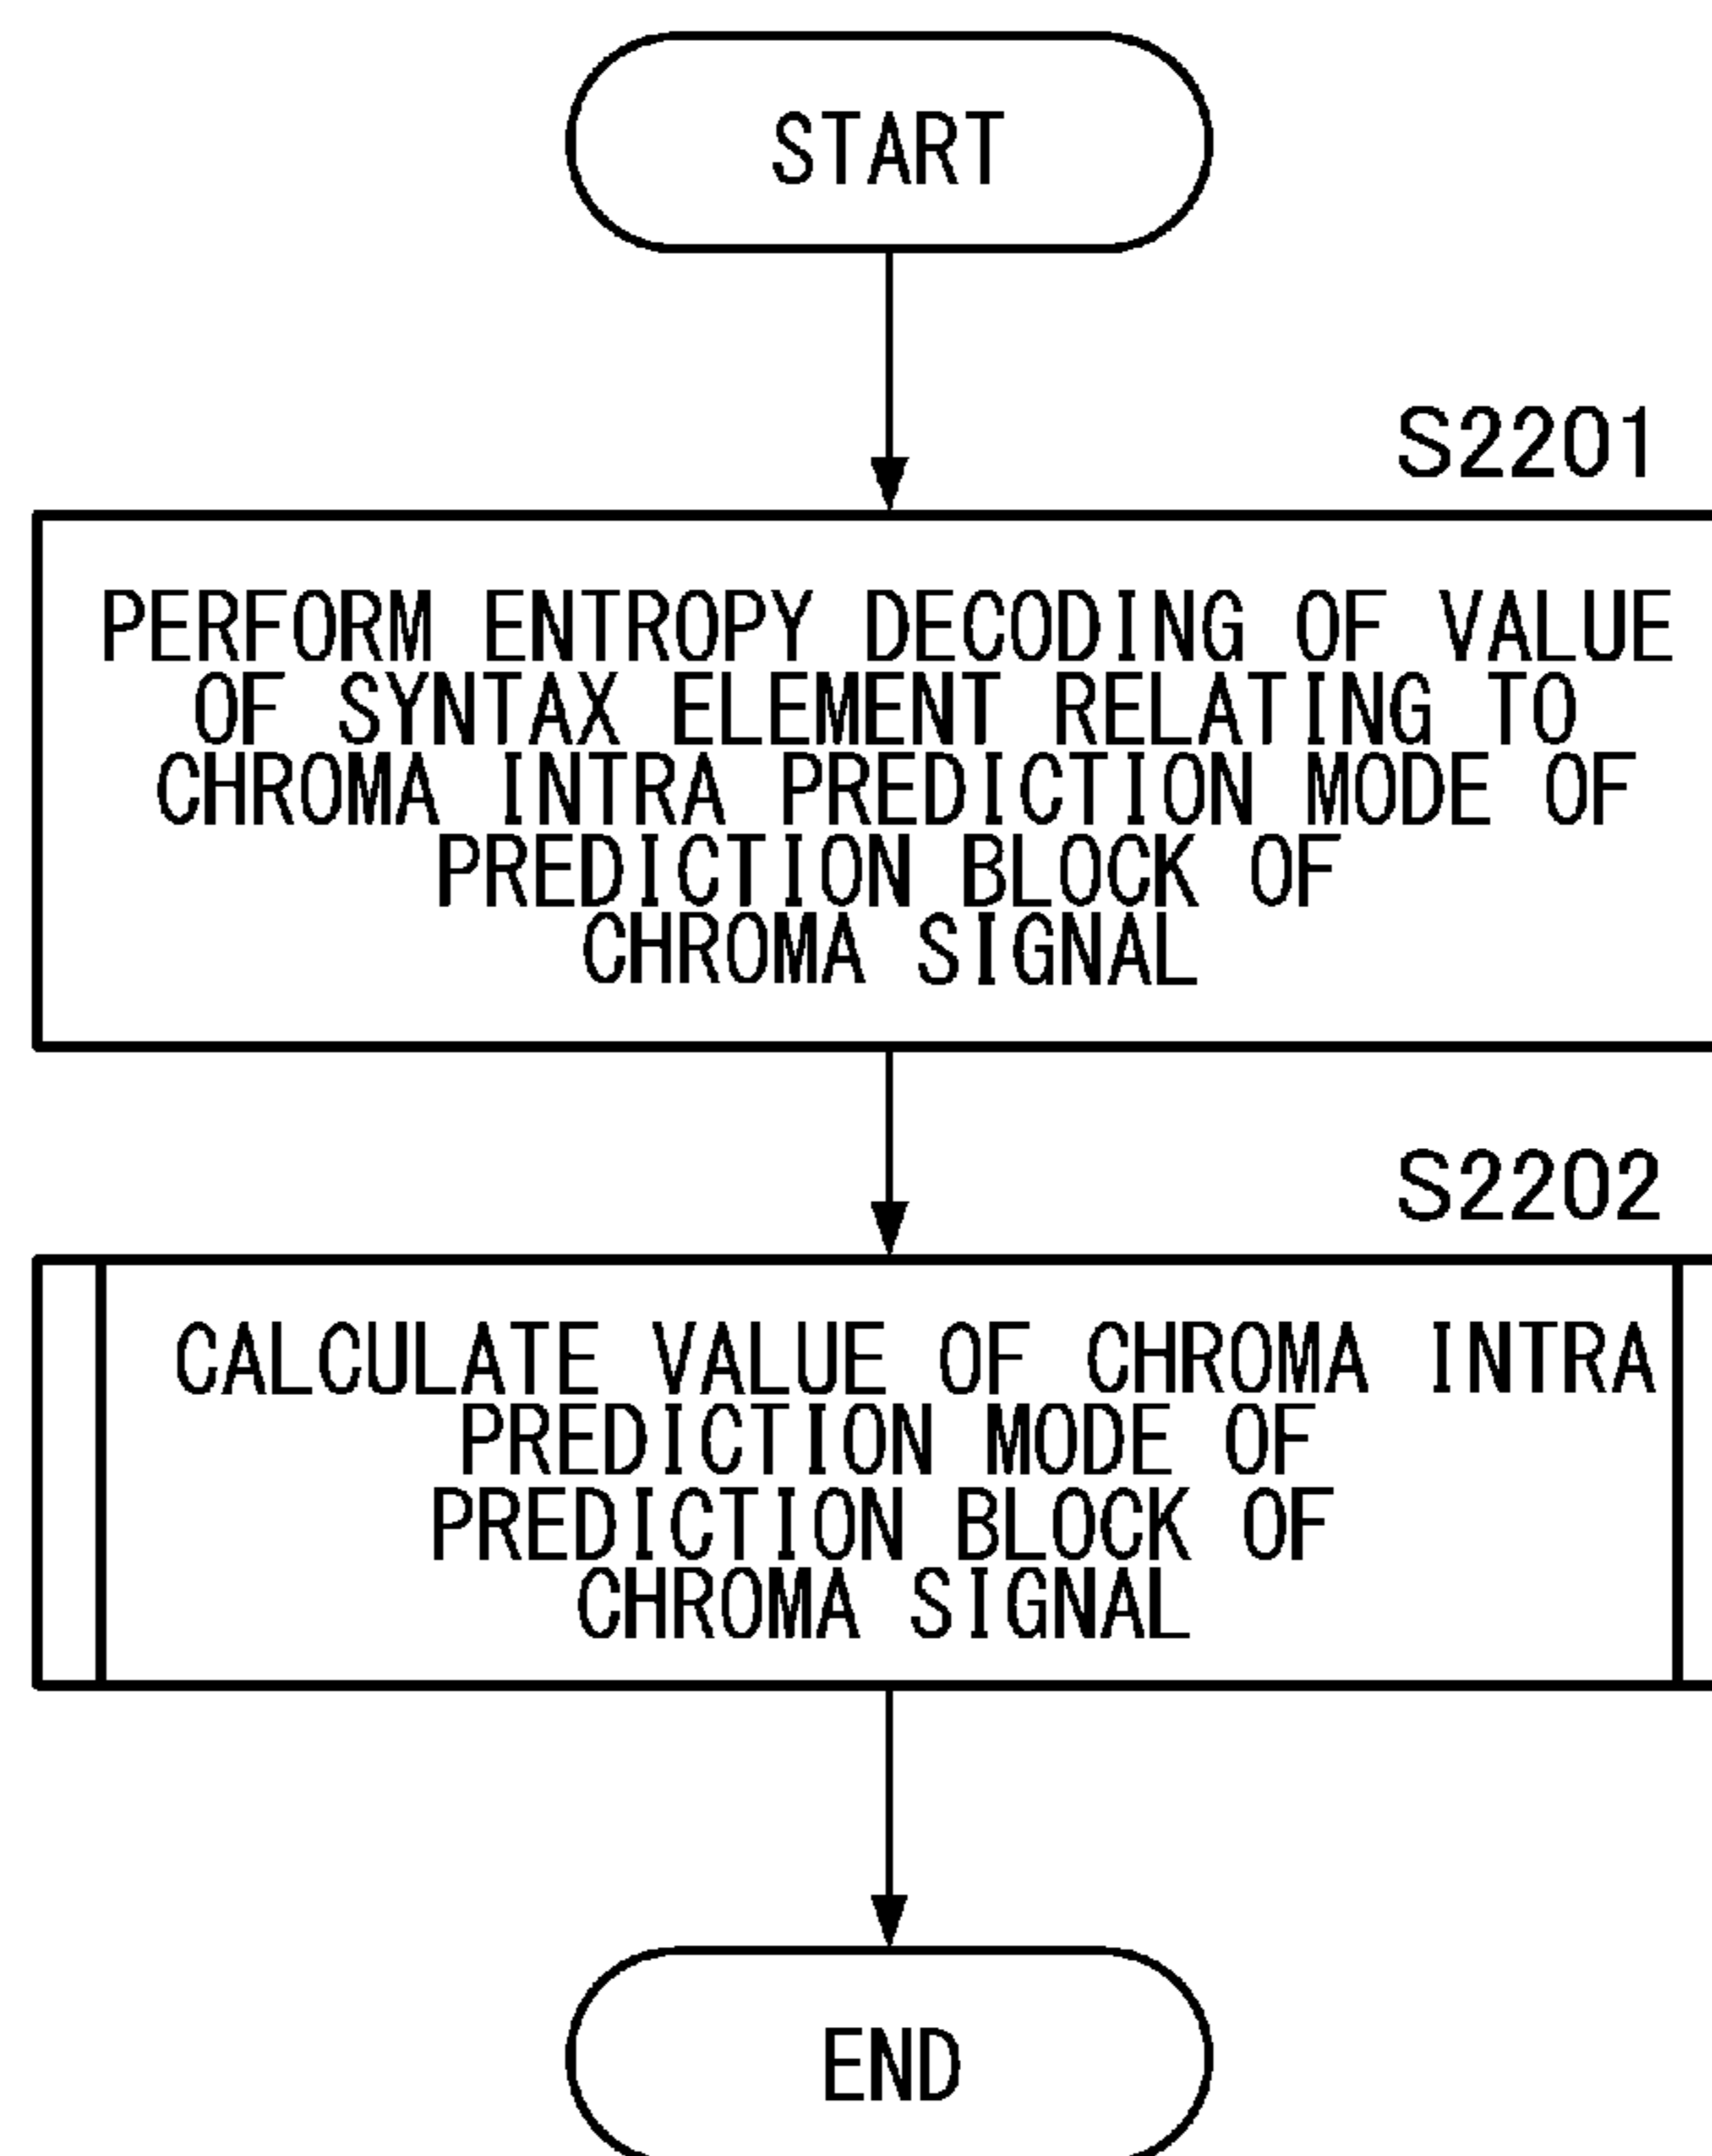 START
S2201
PERFORM ENTROPY DECODING OF VALUE
OF SYNTAX ELEMENT RELATING TO
CHROMA INTRA PREDICTION MODE OF
PREDICTION BLOCK OF
CHROMA SIGNAL
S2202
CALCULATE VALUE OF CHROMA INTRA
PREDICTION MODE OF
PREDICTION BLOCK OF
CHROMA SIGNAL
END